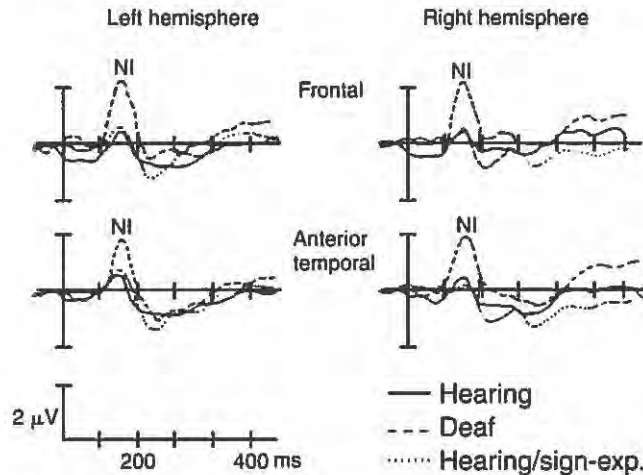 Left hemisphere
Right hemisphere
NI
Frontal
NI
NI
Anterior
temporal
NI
2 μV
200
400 ms
Hearing
Deaf
Hearing/sign-exp